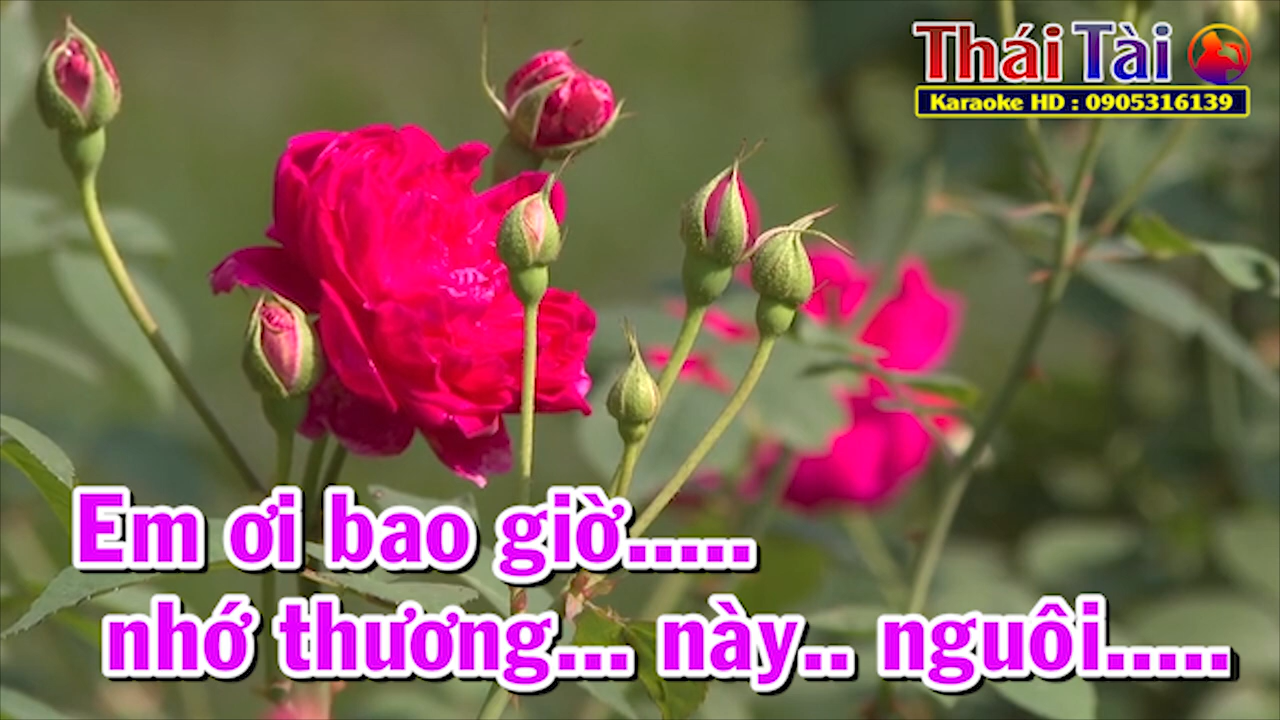 Thái Tài
Karaoke HD : 0905316139
Em ơi bao giờ.....
nhớ thương... này.. nguôi.....